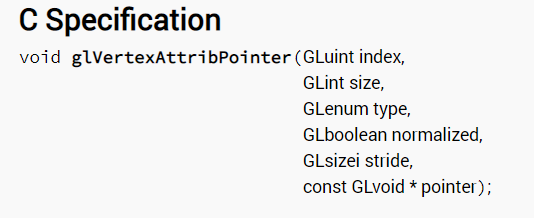 C Specification
void glVertexAttribPointer(GLuint index,
GLint size,
GLenum type,
GLboolean normalized,
GLsizei stride,
const GLvoid * pointer);